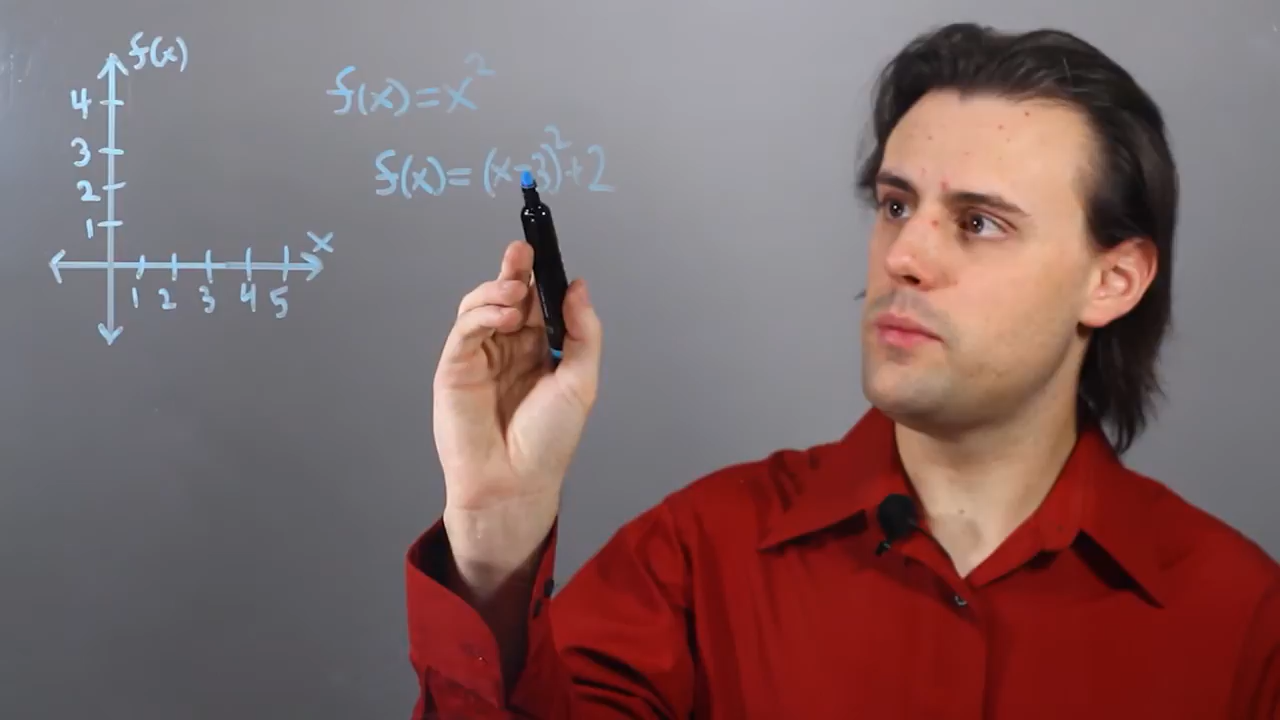 f(x)
4
3
2
1
x
1 2 3 4 5
f(x) = x²
f(x) = (x-3)²+2